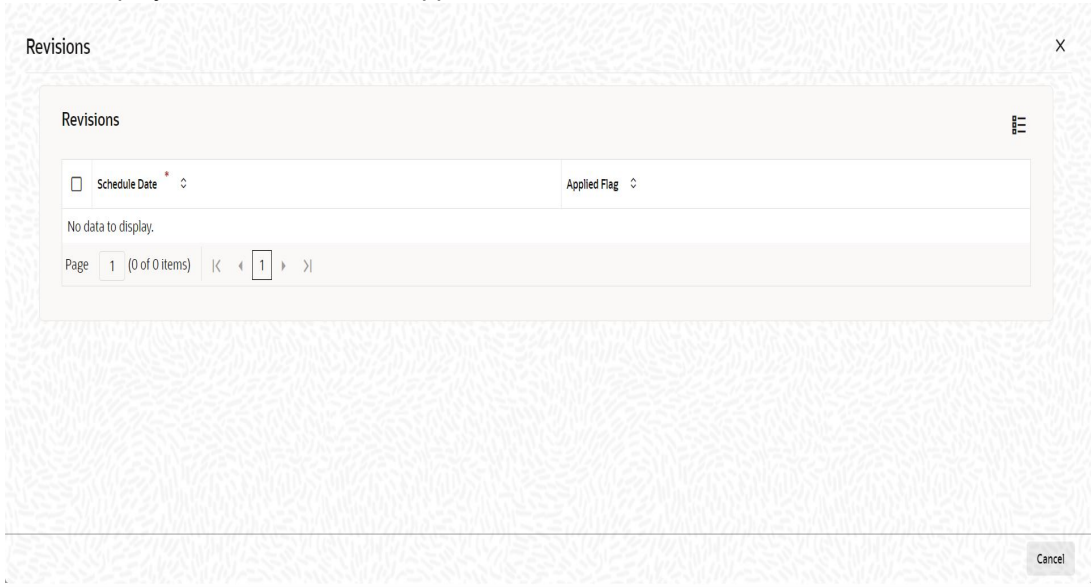 Revisions
X
Revisions
Schedule Date * Applied Flag
No data to display.
Page 1 (0 of 0 items) 1
Cancel